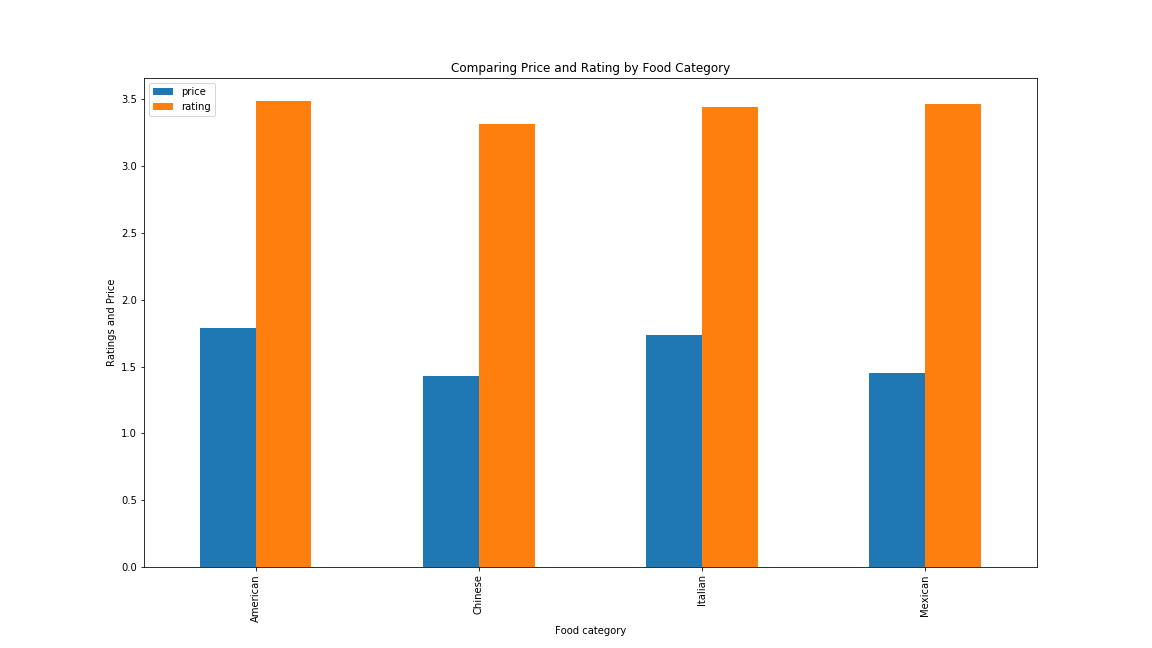 Comparing Price and Rating by Food Category
price
rating
3.5
3.0
2.5
2.0
1.5
1.0
0.5
0.0
Ratings and Price
American
Chinese
Italian
Mexican
Food category